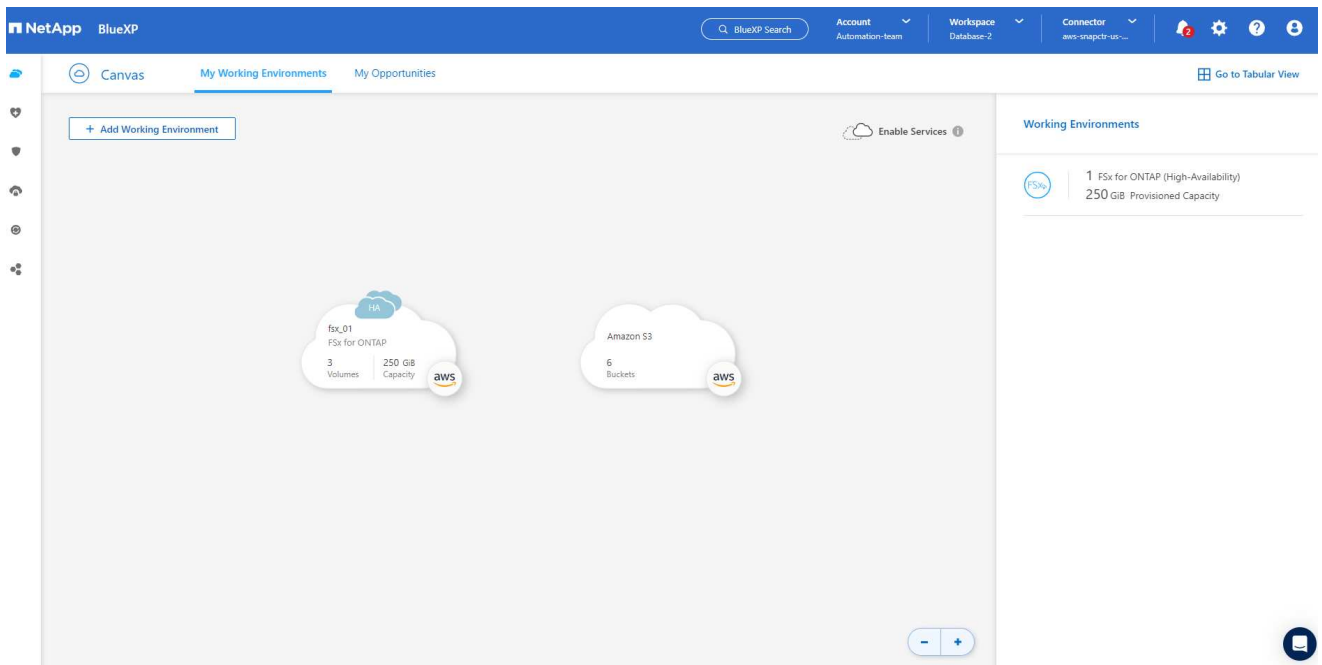 NetApp BlueXP
BlueXP Search
Account
Automation-team
Workspace
Database-2
Connector
aws-snapctr-us-...
2
Canvas
My Working Environments
My Opportunities
Go to Tabular View
+ Add Working Environment
Enable Services
Working Environments
FSx
1 FSx for ONTAP (High-Availability)
250 GiB Provisioned Capacity
HA
fsx_01
FSx for ONTAP
3
Volumes
250 GiB
Capacity
aws
Amazon S3
6
Buckets
aws
- +